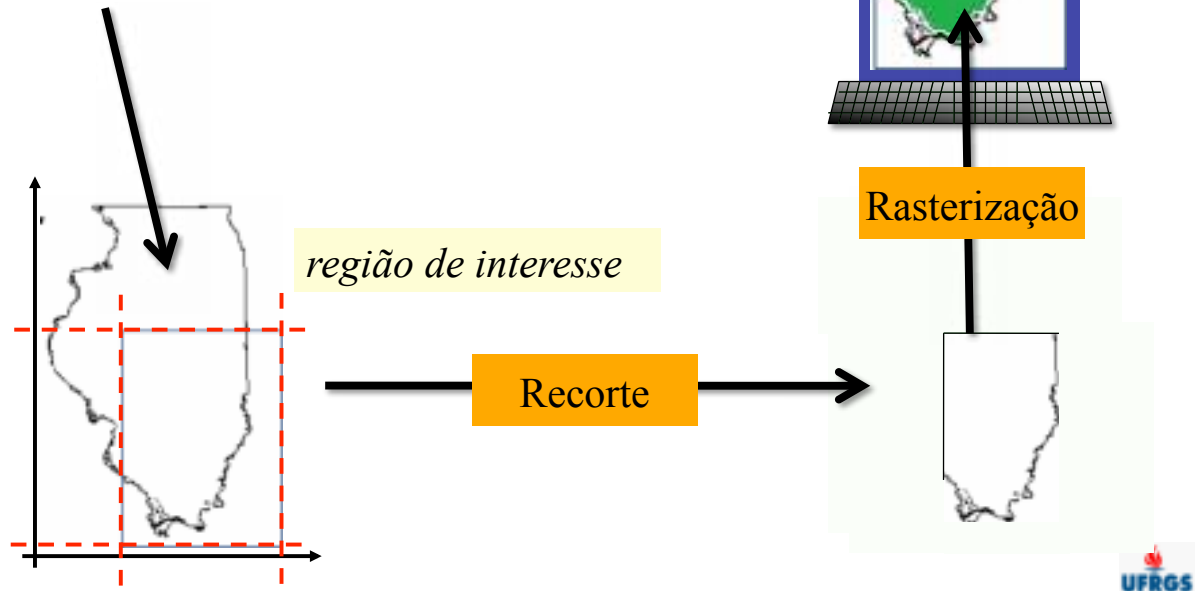 Rasterização
região de interesse
Recorte
UFRGS